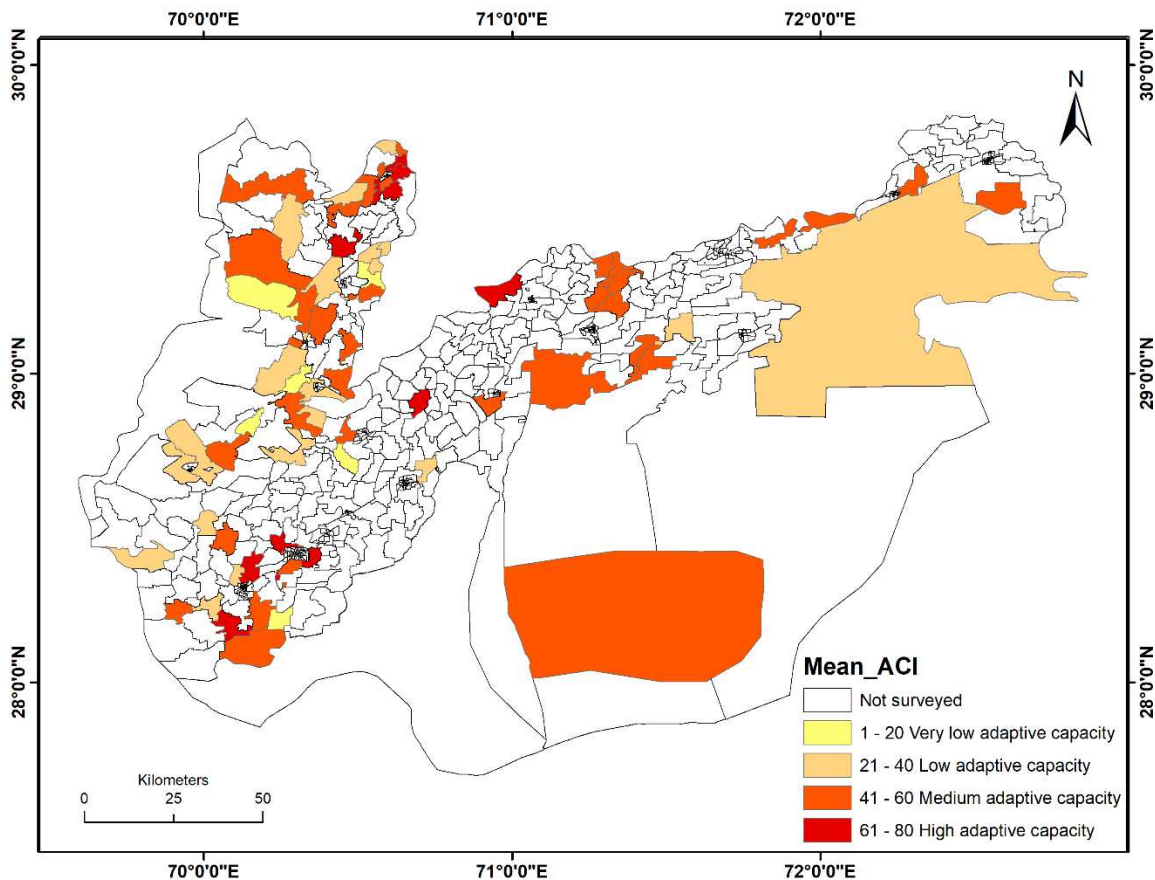 70°0'0"E 71°0'0"E 72°0'0"E
30°0'0"N 30°0'0"N
N
29°0'0"N 29°0'0"N
28°0'0"N 28°0'0"N
Mean_ACI
Not surveyed
1 - 20 Very low adaptive capacity
21 - 40 Low adaptive capacity
41 - 60 Medium adaptive capacity
61 - 80 High adaptive capacity
Kilometers
0 25 50
70°0'0"E 71°0'0"E 72°0'0"E